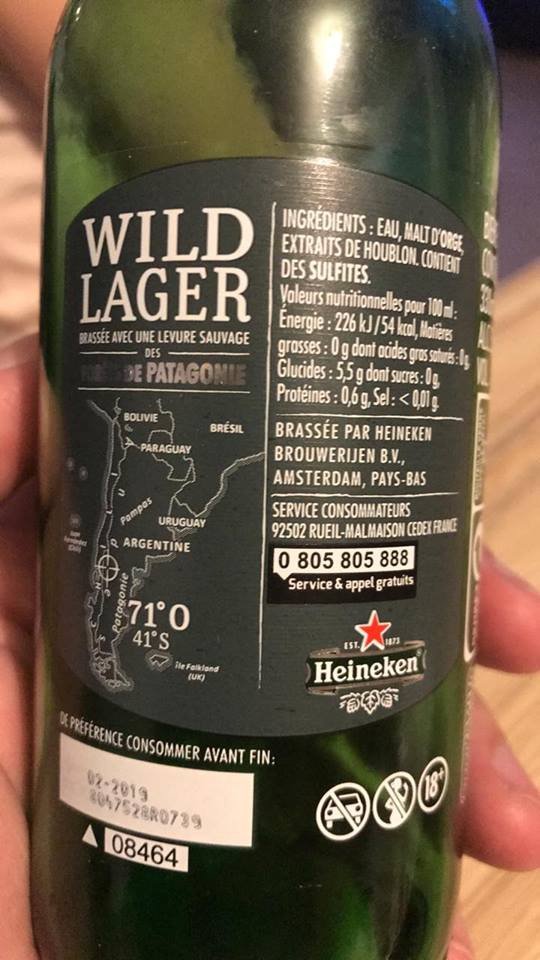 WILD
LAGER
BRASSÉE AVEC UNE LEVURE SAUVAGE
DES
DE PATAGONIE
BOLIVIE
BRÉSIL
PARAGUAY
Pampas
URUGUAY
ARGENTINE
Patagonie
71°O
41°S
île Falkland
(UK)
INGRÉDIENTS : EAU, MALT D'ORGE,
EXTRAITS DE HOUBLON. CONTIENT
DES SULFITES.
Valeurs nutritionnelles pour 100 ml :
Énergie : 226 kJ / 54 kcal, Matières
grasses : 0 g dont acides gras saturés : 0g,
Glucides : 5,5 g dont sucres : 0 g,
Protéines : 0,6 g, Sel : < 0,01 g.
BRASSÉE PAR HEINEKEN
BROUWERIJEN B.V.,
AMSTERDAM, PAYS-BAS
SERVICE CONSOMMATEURS
92502 RUEIL-MALMAISON CEDEX FRANCE
0 805 805 888
Service & appel gratuits
EST. 1873
Heineken
DE PRÉFÉRENCE CONSOMMER AVANT FIN:
02-2019
8047528R0739
08464
18+